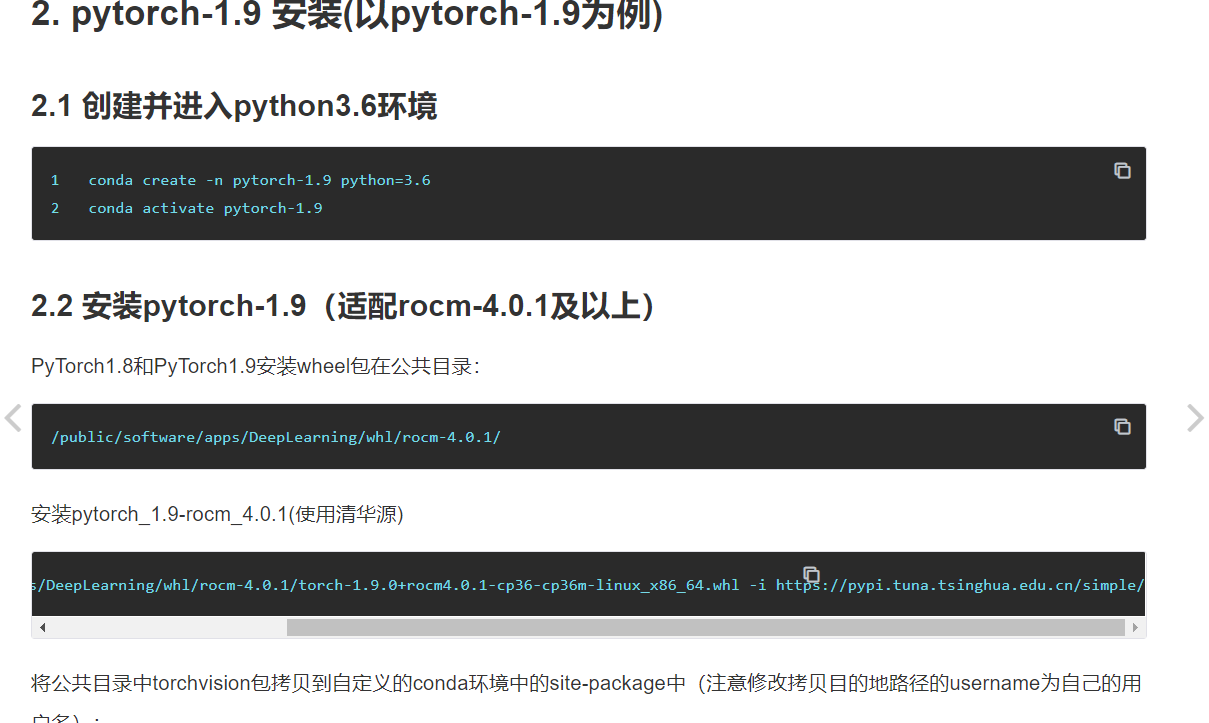 2. pytorch-1.9 安装(以pytorch-1.9为例)
2.1 创建并进入python3.6环境
1 conda create -n pytorch-1.9 python=3.6
2 conda activate pytorch-1.9
2.2 安装pytorch-1.9（适配rocm-4.0.1及以上）
PyTorch1.8和PyTorch1.9安装wheel包在公共目录：
/public/software/apps/DeepLearning/whl/rocm-4.0.1/
安装pytorch_1.9-rocm_4.0.1(使用清华源)
s/DeepLearning/whl/rocm-4.0.1/torch-1.9.0+rocm4.0.1-cp36-cp36m-linux_x86_64.whl -i https://pypi.tuna.tsinghua.edu.cn/simple/
将公共目录中torchvision包拷贝到自定义的conda环境中的site-package中（注意修改拷贝目的地路径的username为自己的用
户名）：